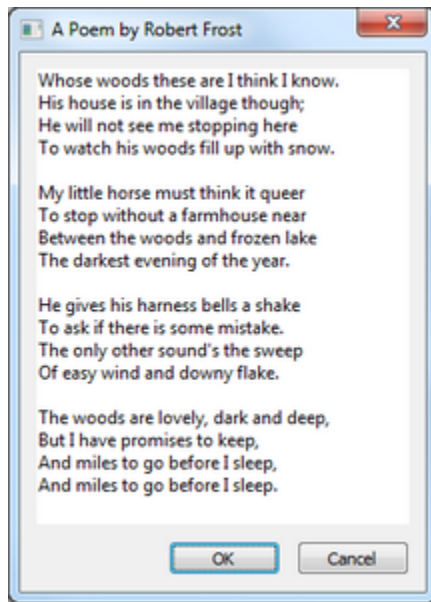 A Poem by Robert Frost
Whose woods these are I think I know.
His house is in the village though;
He will not see me stopping here
To watch his woods fill up with snow.
My little horse must think it queer
To stop without a farmhouse near
Between the woods and frozen lake
The darkest evening of the year.
He gives his harness bells a shake
To ask if there is some mistake.
The only other sound's the sweep
Of easy wind and downy flake.
The woods are lovely, dark and deep,
But I have promises to keep,
And miles to go before I sleep,
And miles to go before I sleep.
OK Cancel